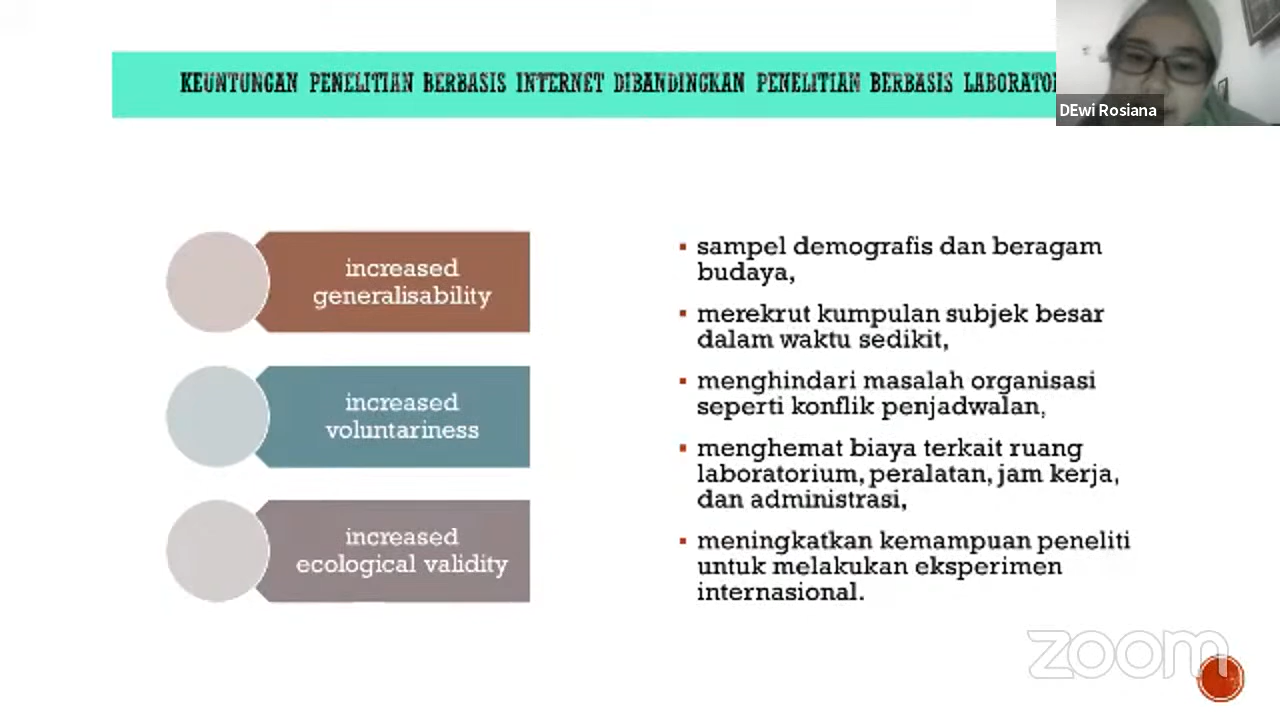 KEUNTUNGAN PENELITIAN BERBASIS INTERNET DIBANDINGKAN PENELITIAN BERBASIS
DEwi Rosiana
increased
generalisability
increased
voluntariness
increased
ecological validity
sampel demografis dan beragam
budaya,
merekrut kumpulan subjek besar
dalam waktu sedikit,
menghindari masalah organisasi
seperti konflik penjadwalan,
menghemat biaya terkait ruang
laboratorium, peralatan, jam kerja,
dan administrasi,
meningkatkan kemampuan peneliti
untuk melakukan eksperimen
internasional.
zoom